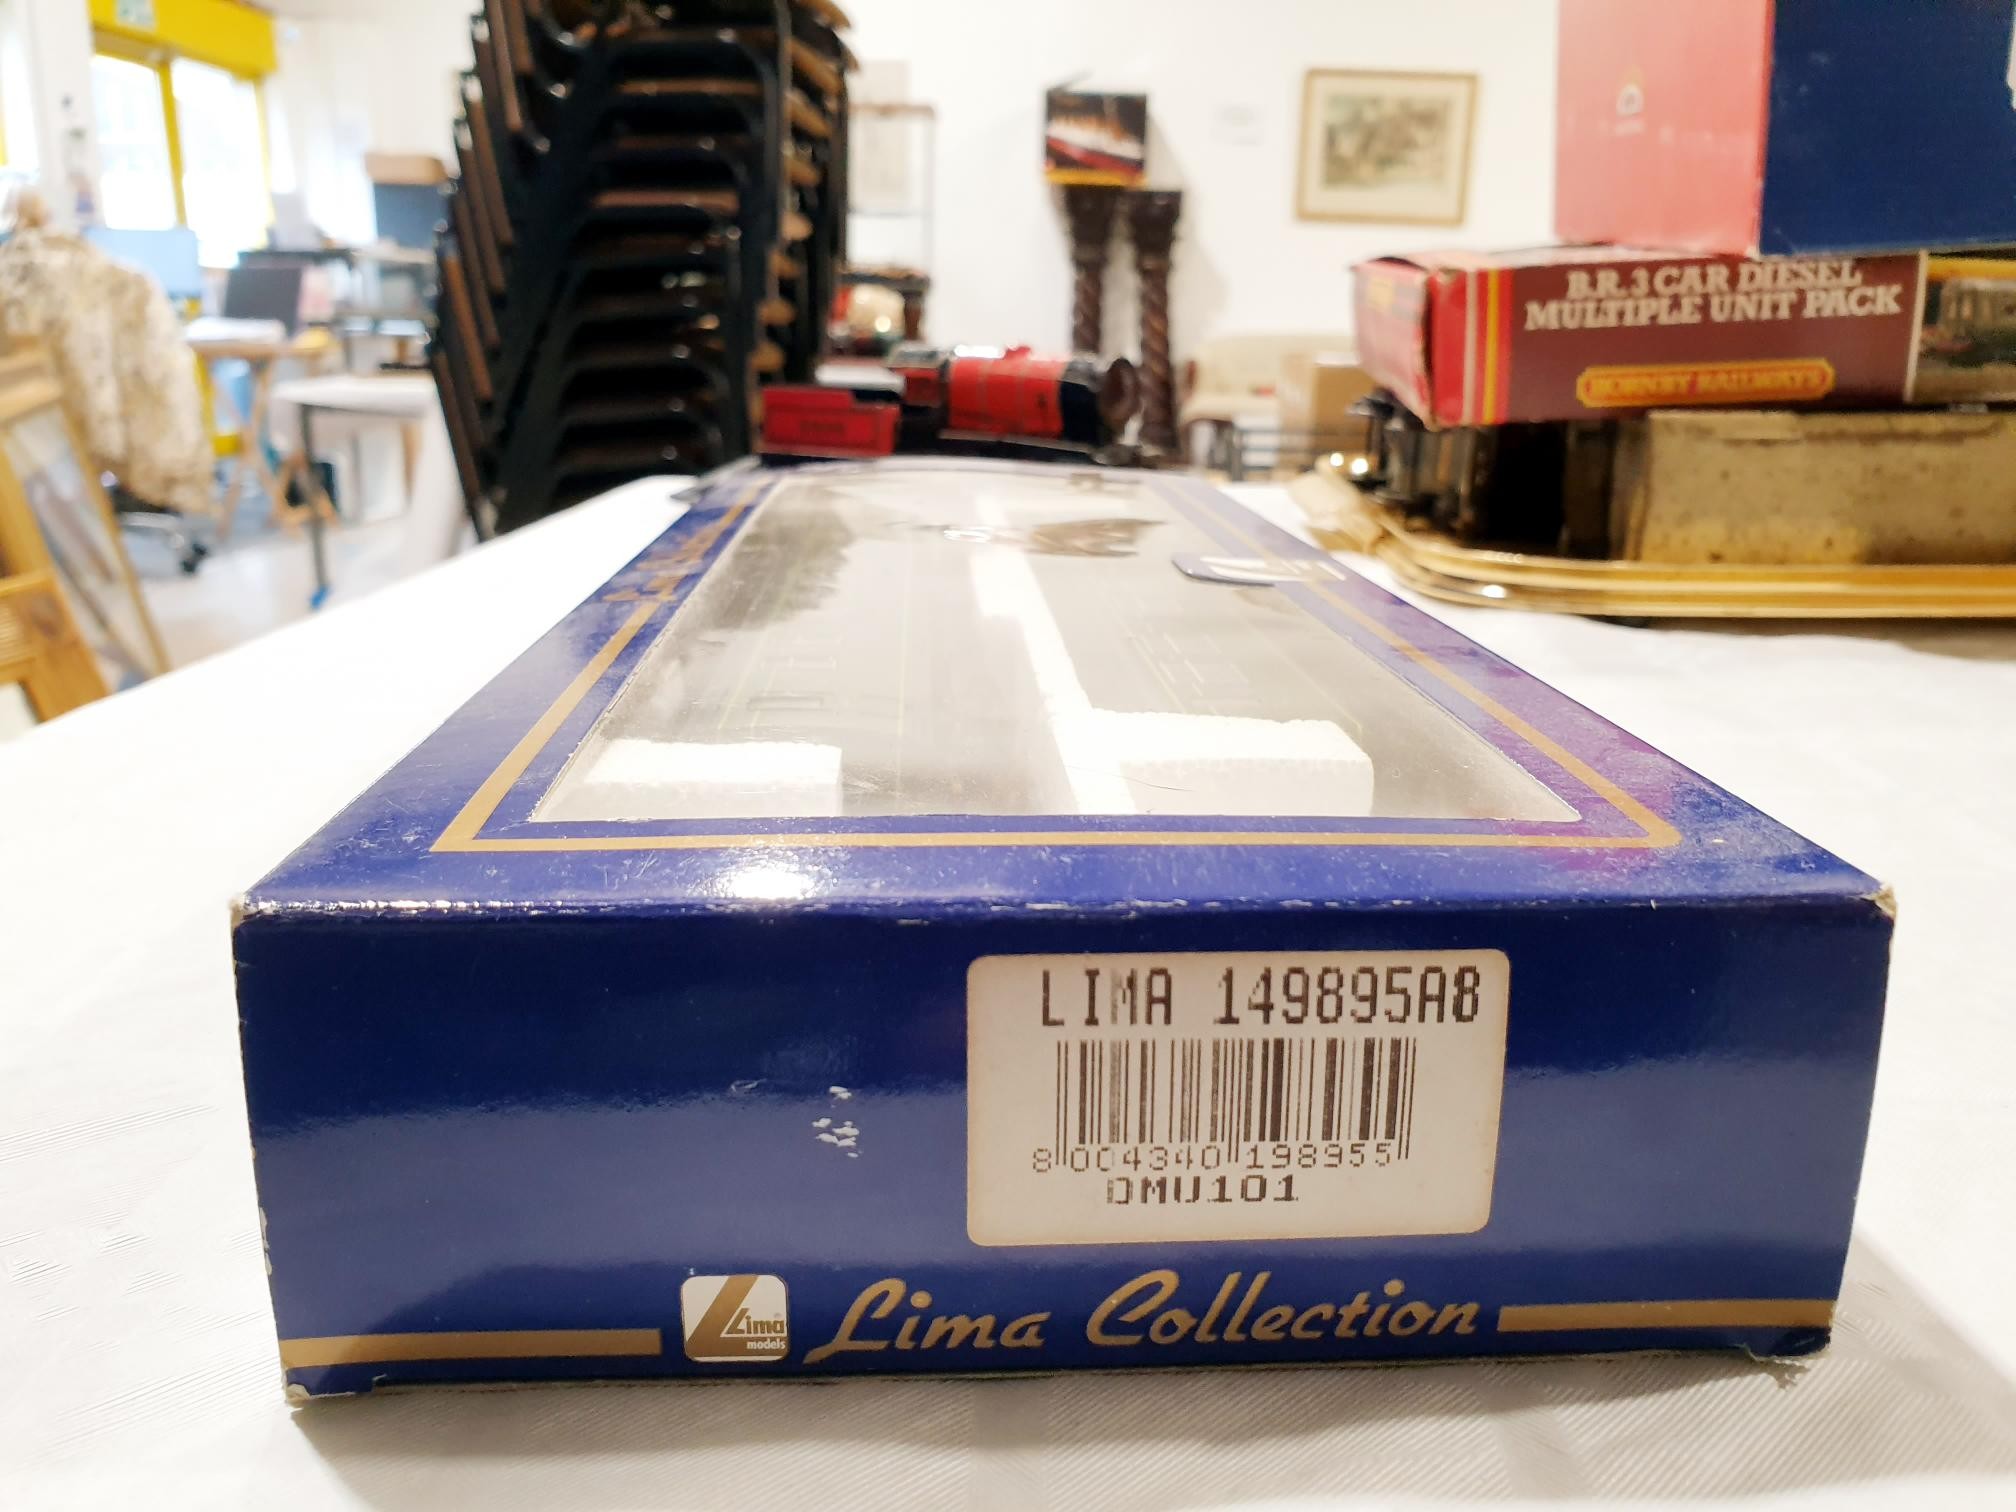 B.R. 3 CAR DIESEL
MULTIPLE UNIT PACK
HORNBY RAILWAYS
LIMA 149895A8
8 004340 198955
DMU101
Lima
models
Lima Collection